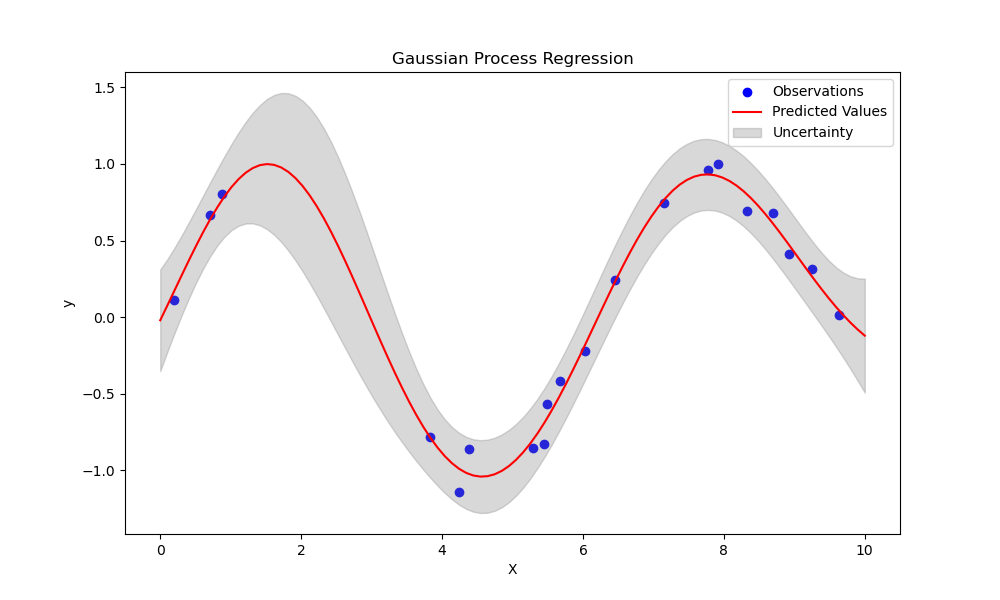 Gaussian Process Regression
Observations
Predicted Values
Uncertainty
1.5
1.0
0.5
0.0
−0.5
−1.0
y
0 2 4 6 8 10
X